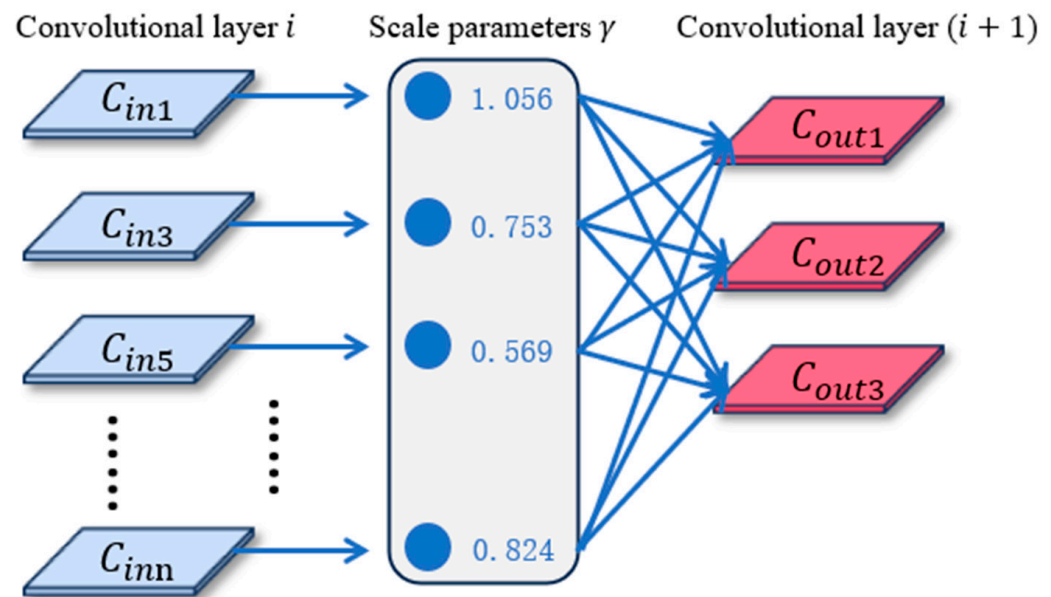 Convolutional layer i Scale parameters γ Convolutional layer (i + 1)
C_in1 1.056 C_out1
C_in3 0.753 C_out2
C_in5 0.569 C_out3
C_inn 0.824